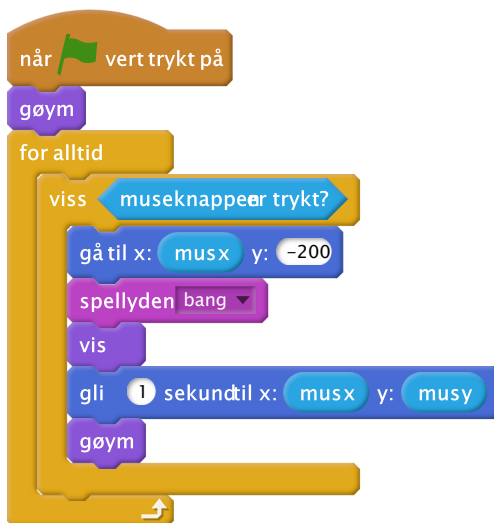 når vert trykt på
gøym
for alltid
viss museknappen er trykt?
gå til x: mus x y: -200
spel lyden bang
vis
gli 1 sekund til x: mus x y: mus y
gøym